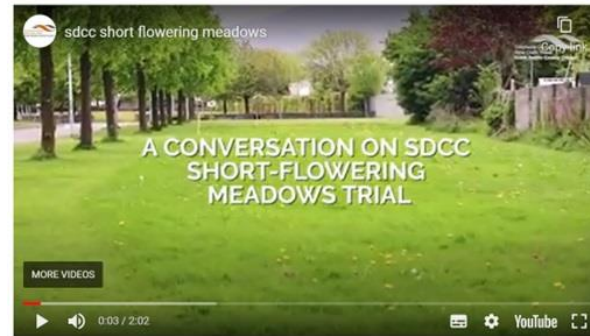 sdcc short flowering meadows
Copy link
A CONVERSATION ON SDCC
SHORT-FLOWERING
MEADOWS TRIAL
MORE VIDEOS
0:03 / 2:02
YouTube